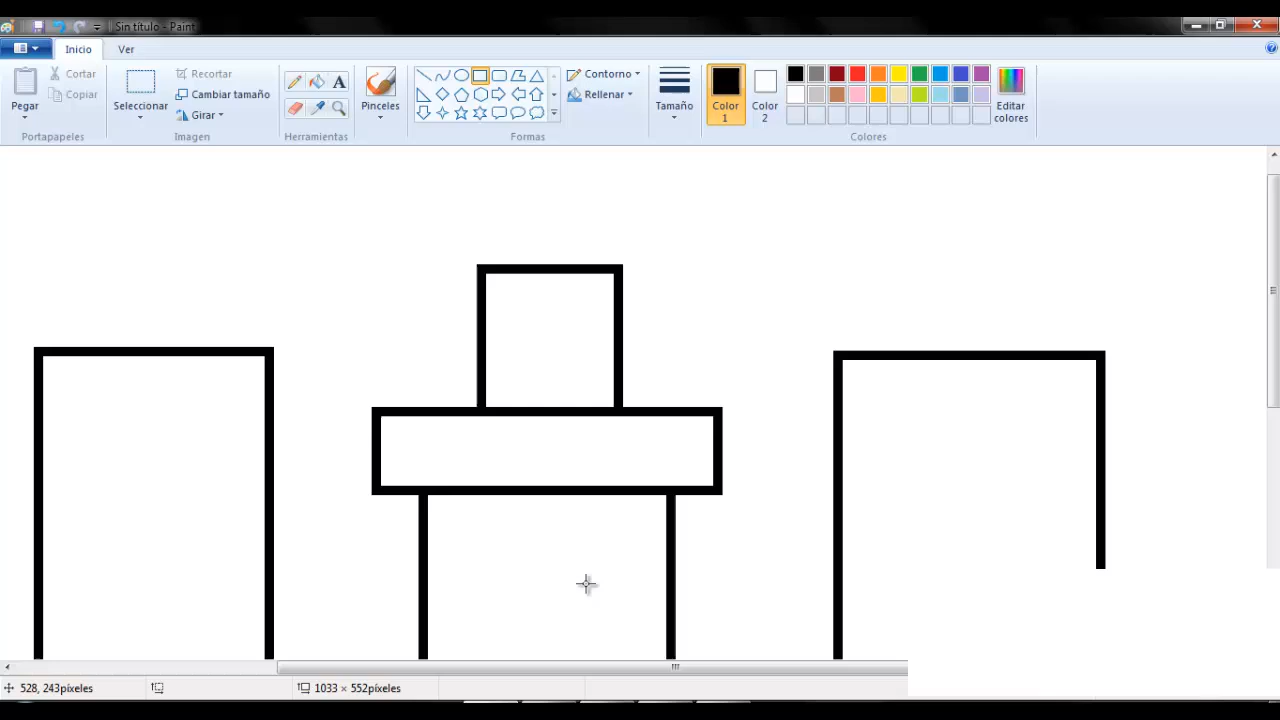 Sin título - Paint
Inicio Ver
Pegar
Cortar
Copiar
Portapapeles
Seleccionar
Recortar
Cambiar tamaño
Girar
Imagen
A
Herramientas
Pinceles
Contorno
Rellenar
Formas
Tamaño
Color
1
Color
2
Editar
colores
Colores
528, 243píxeles
1033 × 552píxeles